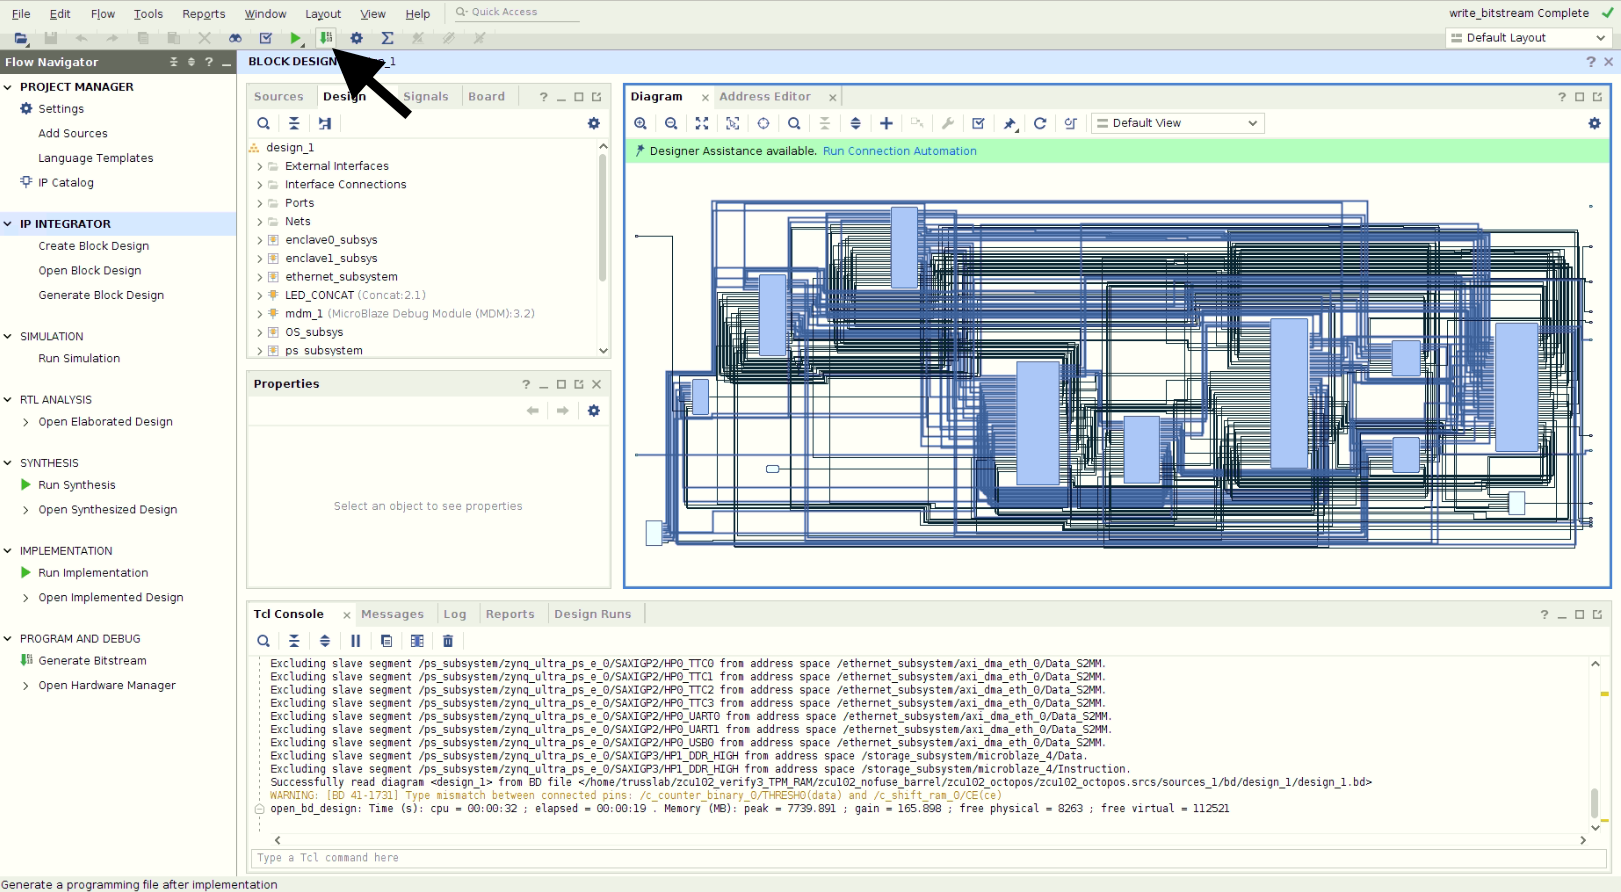 File Edit Flow Tools Reports Window Layout View Help Quick Access write_bitstream Complete
Default Layout
Flow Navigator
BLOCK DESIGN _1
PROJECT MANAGER
Settings
Add Sources
Language Templates
IP Catalog
IP INTEGRATOR
Create Block Design
Open Block Design
Generate Block Design
SIMULATION
Run Simulation
RTL ANALYSIS
Open Elaborated Design
SYNTHESIS
Run Synthesis
Open Synthesized Design
IMPLEMENTATION
Run Implementation
Open Implemented Design
PROGRAM AND DEBUG
Generate Bitstream
Open Hardware Manager
Sources Design Signals Board
design_1
External Interfaces
Interface Connections
Ports
Nets
enclave0_subsys
enclave1_subsys
ethernet_subsystem
LED_CONCAT (Concat:2.1)
mdm_1 (MicroBlaze Debug Module (MDM):3.2)
OS_subsys
ps_subsystem
Properties
Select an object to see properties
Diagram Address Editor
Default View
Designer Assistance available. Run Connection Automation
Tcl Console Messages Log Reports Design Runs
Excluding slave segment /ps_subsystem/zynq_ultra_ps_e_0/SAXIGP2/HP0_TTC0 from address space /ethernet_subsystem/axi_dma_eth_0/Data_S2MM.
Excluding slave segment /ps_subsystem/zynq_ultra_ps_e_0/SAXIGP2/HP0_TTC1 from address space /ethernet_subsystem/axi_dma_eth_0/Data_S2MM.
Excluding slave segment /ps_subsystem/zynq_ultra_ps_e_0/SAXIGP2/HP0_TTC2 from address space /ethernet_subsystem/axi_dma_eth_0/Data_S2MM.
Excluding slave segment /ps_subsystem/zynq_ultra_ps_e_0/SAXIGP2/HP0_TTC3 from address space /ethernet_subsystem/axi_dma_eth_0/Data_S2MM.
Excluding slave segment /ps_subsystem/zynq_ultra_ps_e_0/SAXIGP2/HP0_UART0 from address space /ethernet_subsystem/axi_dma_eth_0/Data_S2MM.
Excluding slave segment /ps_subsystem/zynq_ultra_ps_e_0/SAXIGP2/HP0_UART1 from address space /ethernet_subsystem/axi_dma_eth_0/Data_S2MM.
Excluding slave segment /ps_subsystem/zynq_ultra_ps_e_0/SAXIGP2/HP0_USB0 from address space /ethernet_subsystem/axi_dma_eth_0/Data_S2MM.
Excluding slave segment /ps_subsystem/zynq_ultra_ps_e_0/SAXIGP3/HP1_DDR_HIGH from address space /storage_subsystem/microblaze_4/Data.
Excluding slave segment /ps_subsystem/zynq_ultra_ps_e_0/SAXIGP3/HP1_DDR_HIGH from address space /storage_subsystem/microblaze_4/Instruction.
Successfully read diagram <design_1> from BD file </home/trusslab/zcu102_verify3_TPM_RAM/zcu102_nofuse_barrel/zcu102_octopos/zcu102_octopos.srcs/sources_1/bd/design_1/design_1.bd>
WARNING: [BD 41-1731] Type mismatch between connected pins: /c_counter_binary_0/THRESH0(data) and /c_shift_ram_0/CE(ce)
open_bd_design: Time (s): cpu = 00:00:32 ; elapsed = 00:00:19 . Memory (MB): peak = 7739.891 ; gain = 165.898 ; free physical = 8263 ; free virtual = 112521
Type a Tcl command here
Generate a programming file after implementation